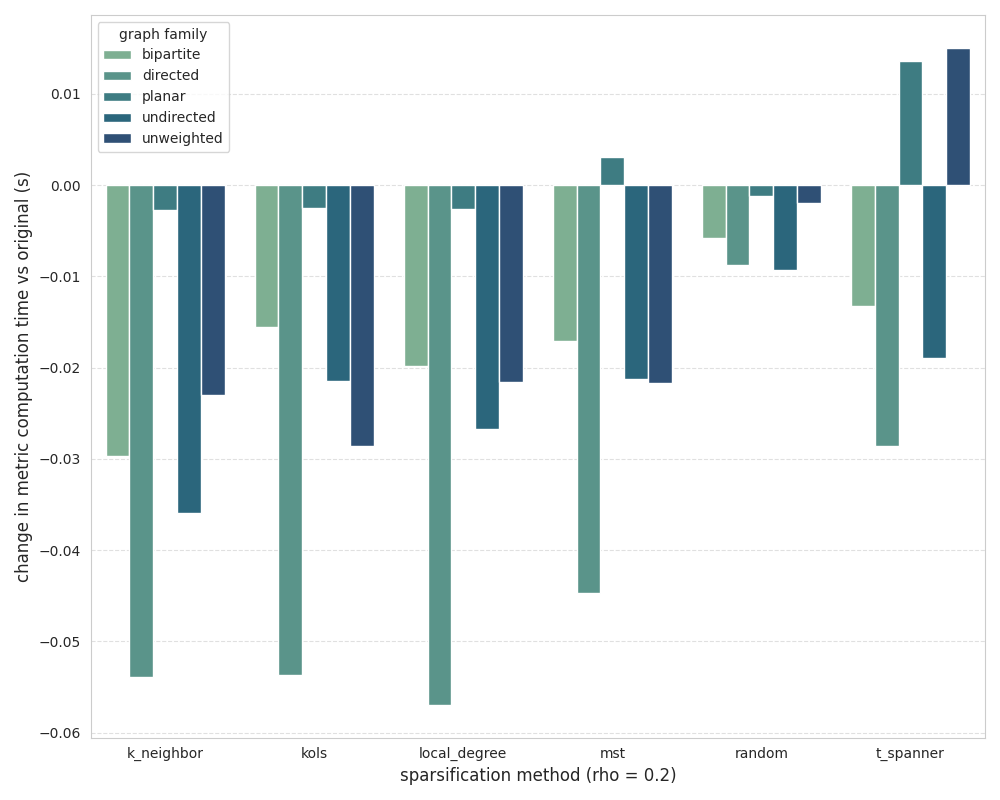 graph family
bipartite
directed
planar
undirected
unweighted
change in metric computation time vs original (s)
0.01
0.00
−0.01
−0.02
−0.03
−0.04
−0.05
−0.06
k_neighbor
kols
local_degree
mst
random
t_spanner
sparsification method (rho = 0.2)